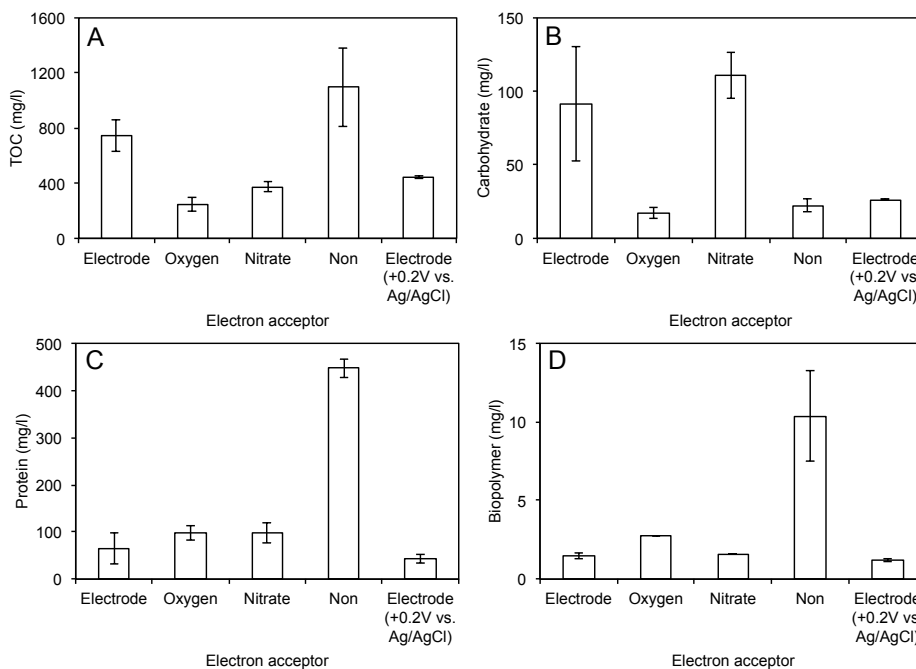 A
1600
1200
800
400
0
TOC (mg/l)
Electrode Oxygen Nitrate Non Electrode
(+0.2V vs.
Ag/AgCl)
Electron acceptor
B
150
100
50
0
Carbohydrate (mg/l)
Electrode Oxygen Nitrate Non Electrode
(+0.2V vs
Ag/AgCl)
Electron acceptor
C
500
400
300
200
100
0
Protein (mg/l)
Electrode Oxygen Nitrate Non Electrode
(+0.2V vs.
Ag/AgCl)
Electron acceptor
D
15
10
5
0
Biopolymer (mg/l)
Electrode Oxygen Nitrate Non Electrode
(+0.2V vs
Ag/AgCl)
Electron acceptor